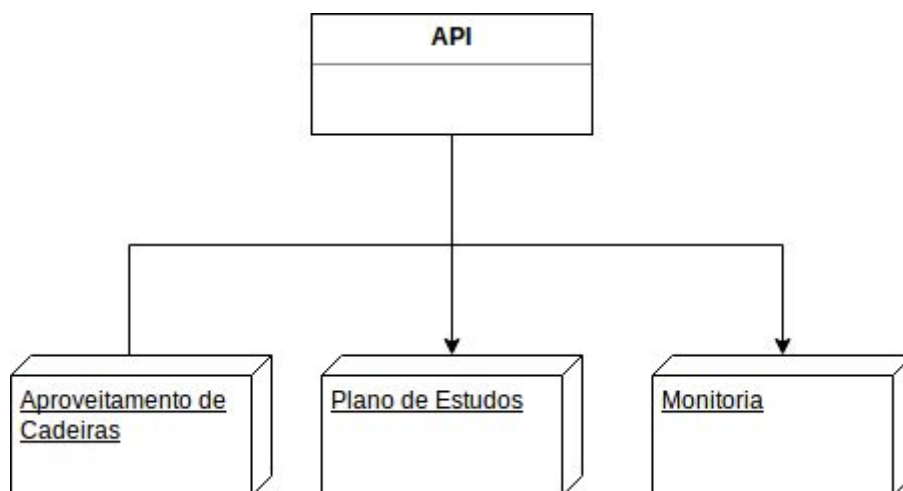 API
Aproveitamento de
Cadeiras
Plano de Estudos
Monitoria